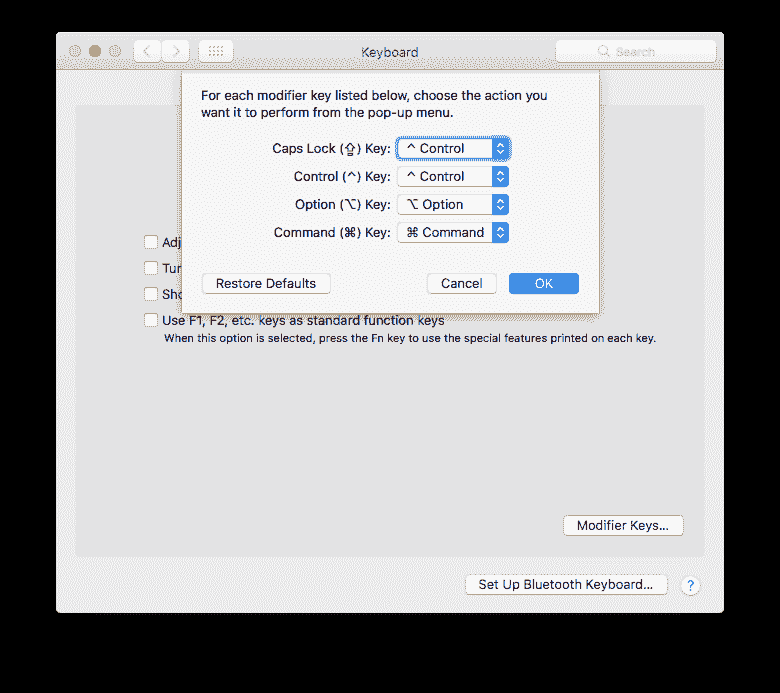 Keyboard
Search
For each modifier key listed below, choose the action you
want it to perform from the pop-up menu.
Caps Lock (⇪) Key: ^ Control
Control (^) Key: ^ Control
Option (⌥) Key: ⌥ Option
Command (⌘) Key: ⌘ Command
Restore Defaults Cancel OK
Use F1, F2, etc. keys as standard function keys
When this option is selected, press the Fn key to use the special features printed on each key.
Modifier Keys...
Set Up Bluetooth Keyboard... ?